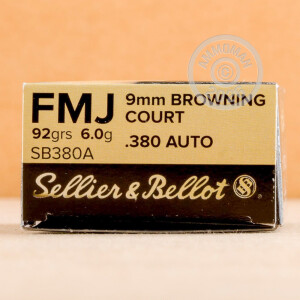 FMJ
92grs 6.0g
SB380A
9mm BROWNING
COURT
.380 AUTO
Sellier & Bellot